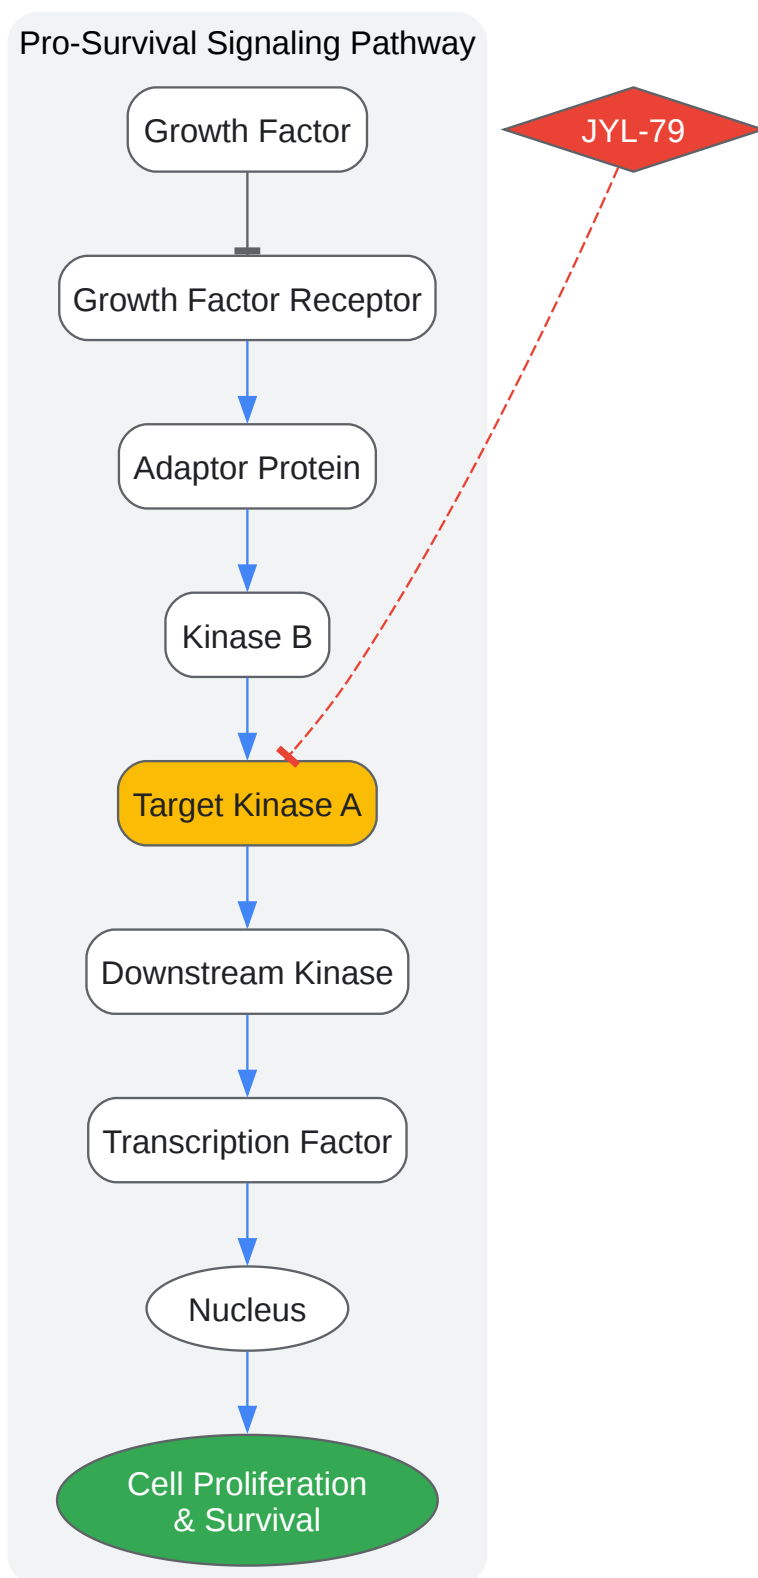 Pro-Survival Signaling Pathway
Growth Factor
JYL-79
Growth Factor Receptor
Adaptor Protein
Kinase B
Target Kinase A
Downstream Kinase
Transcription Factor
Nucleus
Cell Proliferation
& Survival